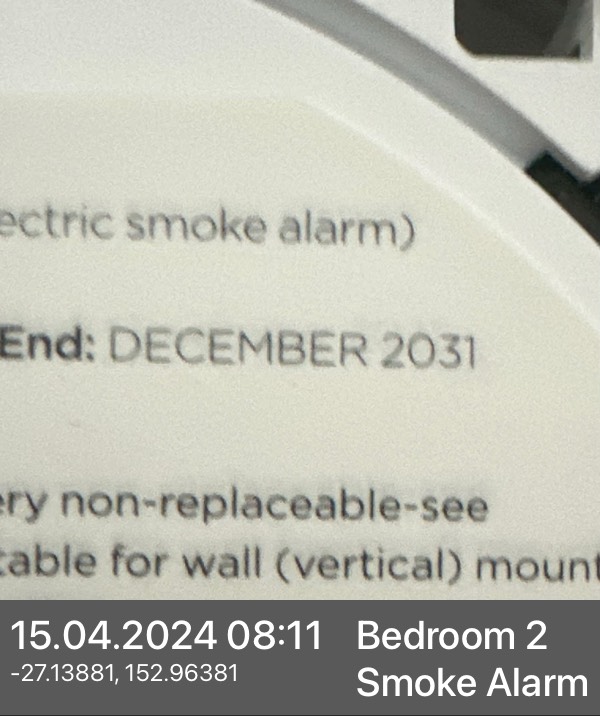 ectric smoke alarm)
End: DECEMBER 2031
ery non-replaceable-see
table for wall (vertical) mount
15.04.2024 08:11
-27.13881, 152.96381
Bedroom 2
Smoke Alarm